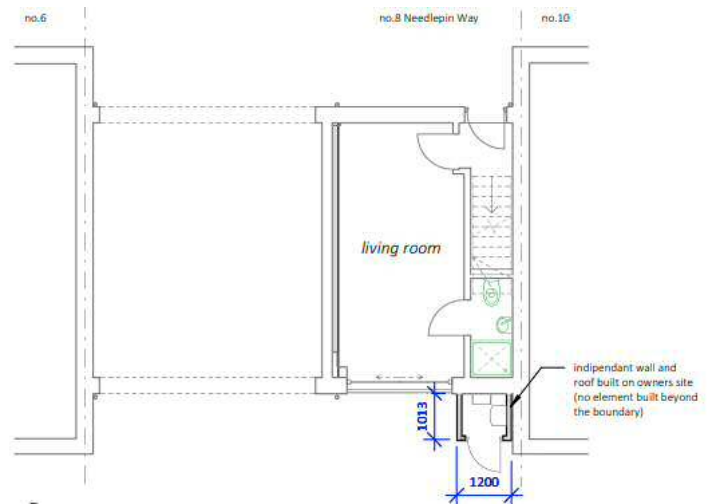 no.6
no.8 Needlepin Way
no.10
living room
indipendant wall and
roof built on owners site
(no element built beyond
the boundary)
1013
1200